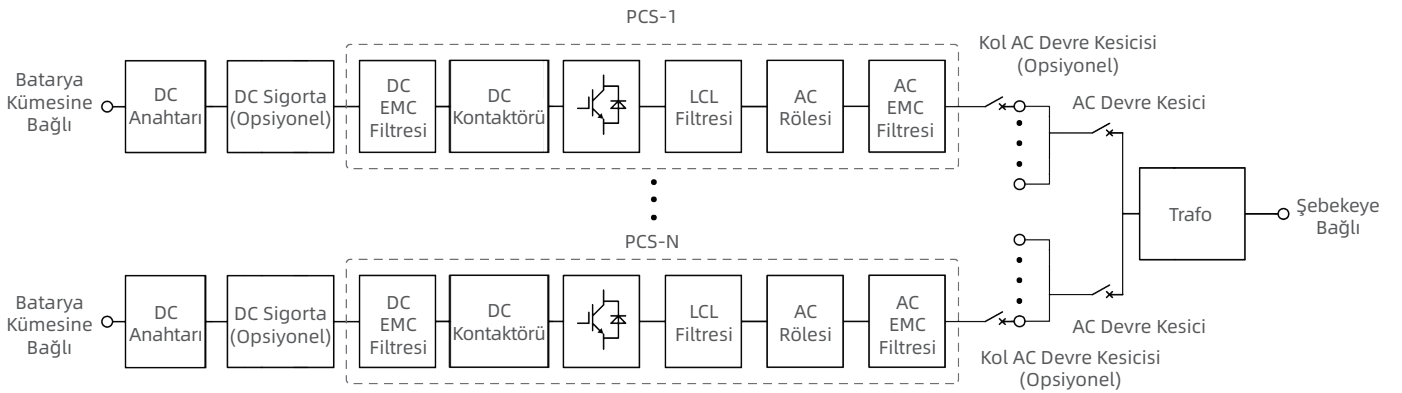 PCS-1
Kol AC Devre Kesicisi
(Opsiyonel)
Batarya
Kümesine
Bağlı
DC
Anahtarı
DC Sigorta
(Opsiyonel)
DC
EMC
Filtresi
DC
Kontaktörü
LCL
Filtresi
AC
Rölesi
AC
EMC
Filtresi
AC Devre Kesici
Trafo
Şebekeye
Bağlı
PCS-N
Batarya
Kümesine
Bağlı
DC
Anahtarı
DC Sigorta
(Opsiyonel)
DC
EMC
Filtresi
DC
Kontaktörü
LCL
Filtresi
AC
Rölesi
AC
EMC
Filtresi
AC Devre Kesici
Kol AC Devre Kesicisi
(Opsiyonel)